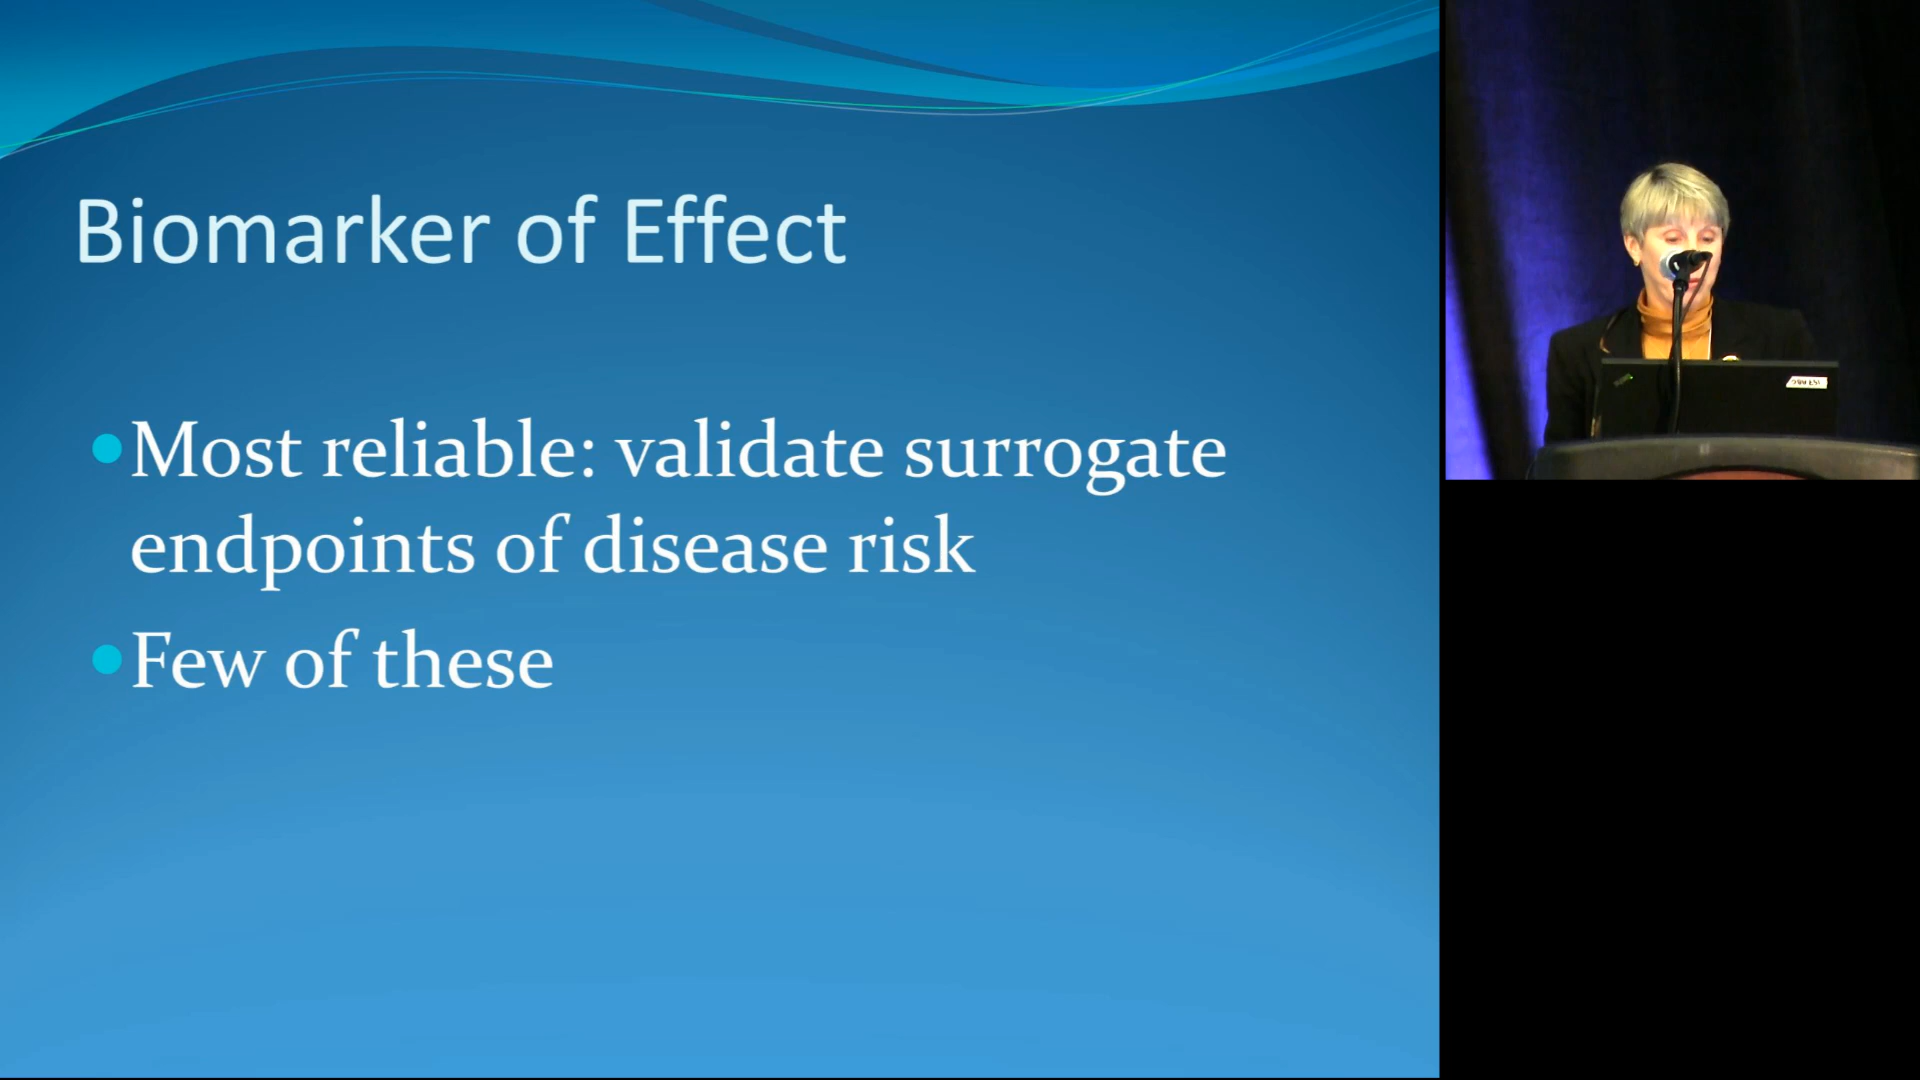 Biomarker of Effect
•Most reliable: validate surrogate
endpoints of disease risk
•Few of these